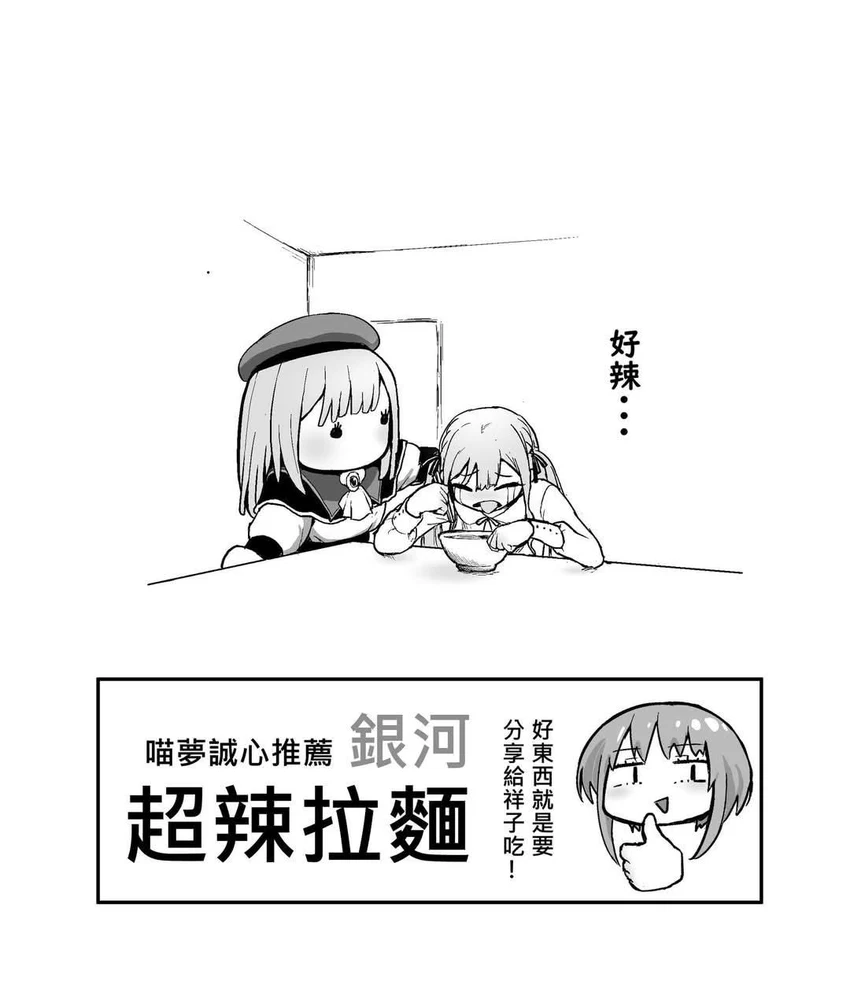 好辣…
喵夢誠心推薦 銀河
超辣拉麵
好東西就是要
分享給祥子吃！